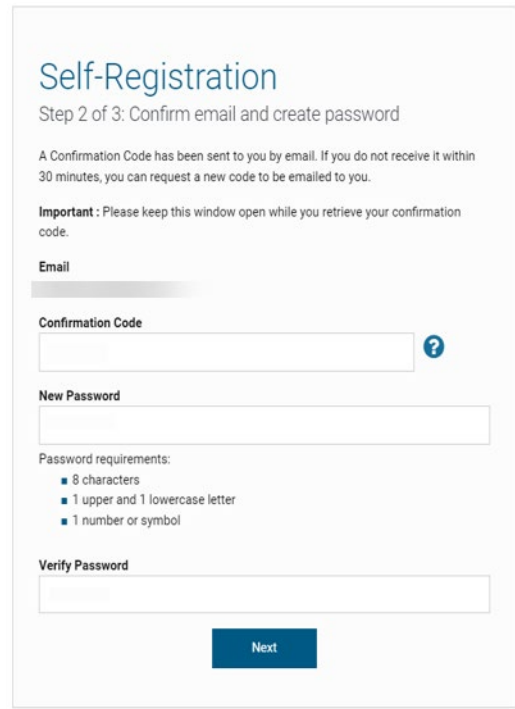 Self-Registration
Step 2 of 3: Confirm email and create password
A Confirmation Code has been sent to you by email. If you do not receive it within
30 minutes, you can request a new code to be emailed to you.
Important : Please keep this window open while you retrieve your confirmation
code.
Email
Confirmation Code
?
New Password
Password requirements:
8 characters
1 upper and 1 lowercase letter
1 number or symbol
Verify Password
Next